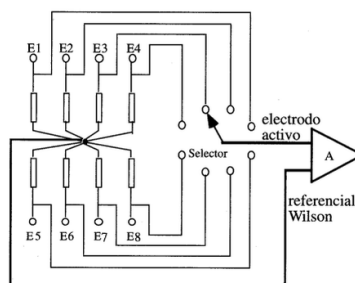 E1 E2 E3 E4
electrodo
activo
Selector
A
referencial
Wilson
E5 E6 E7 E8